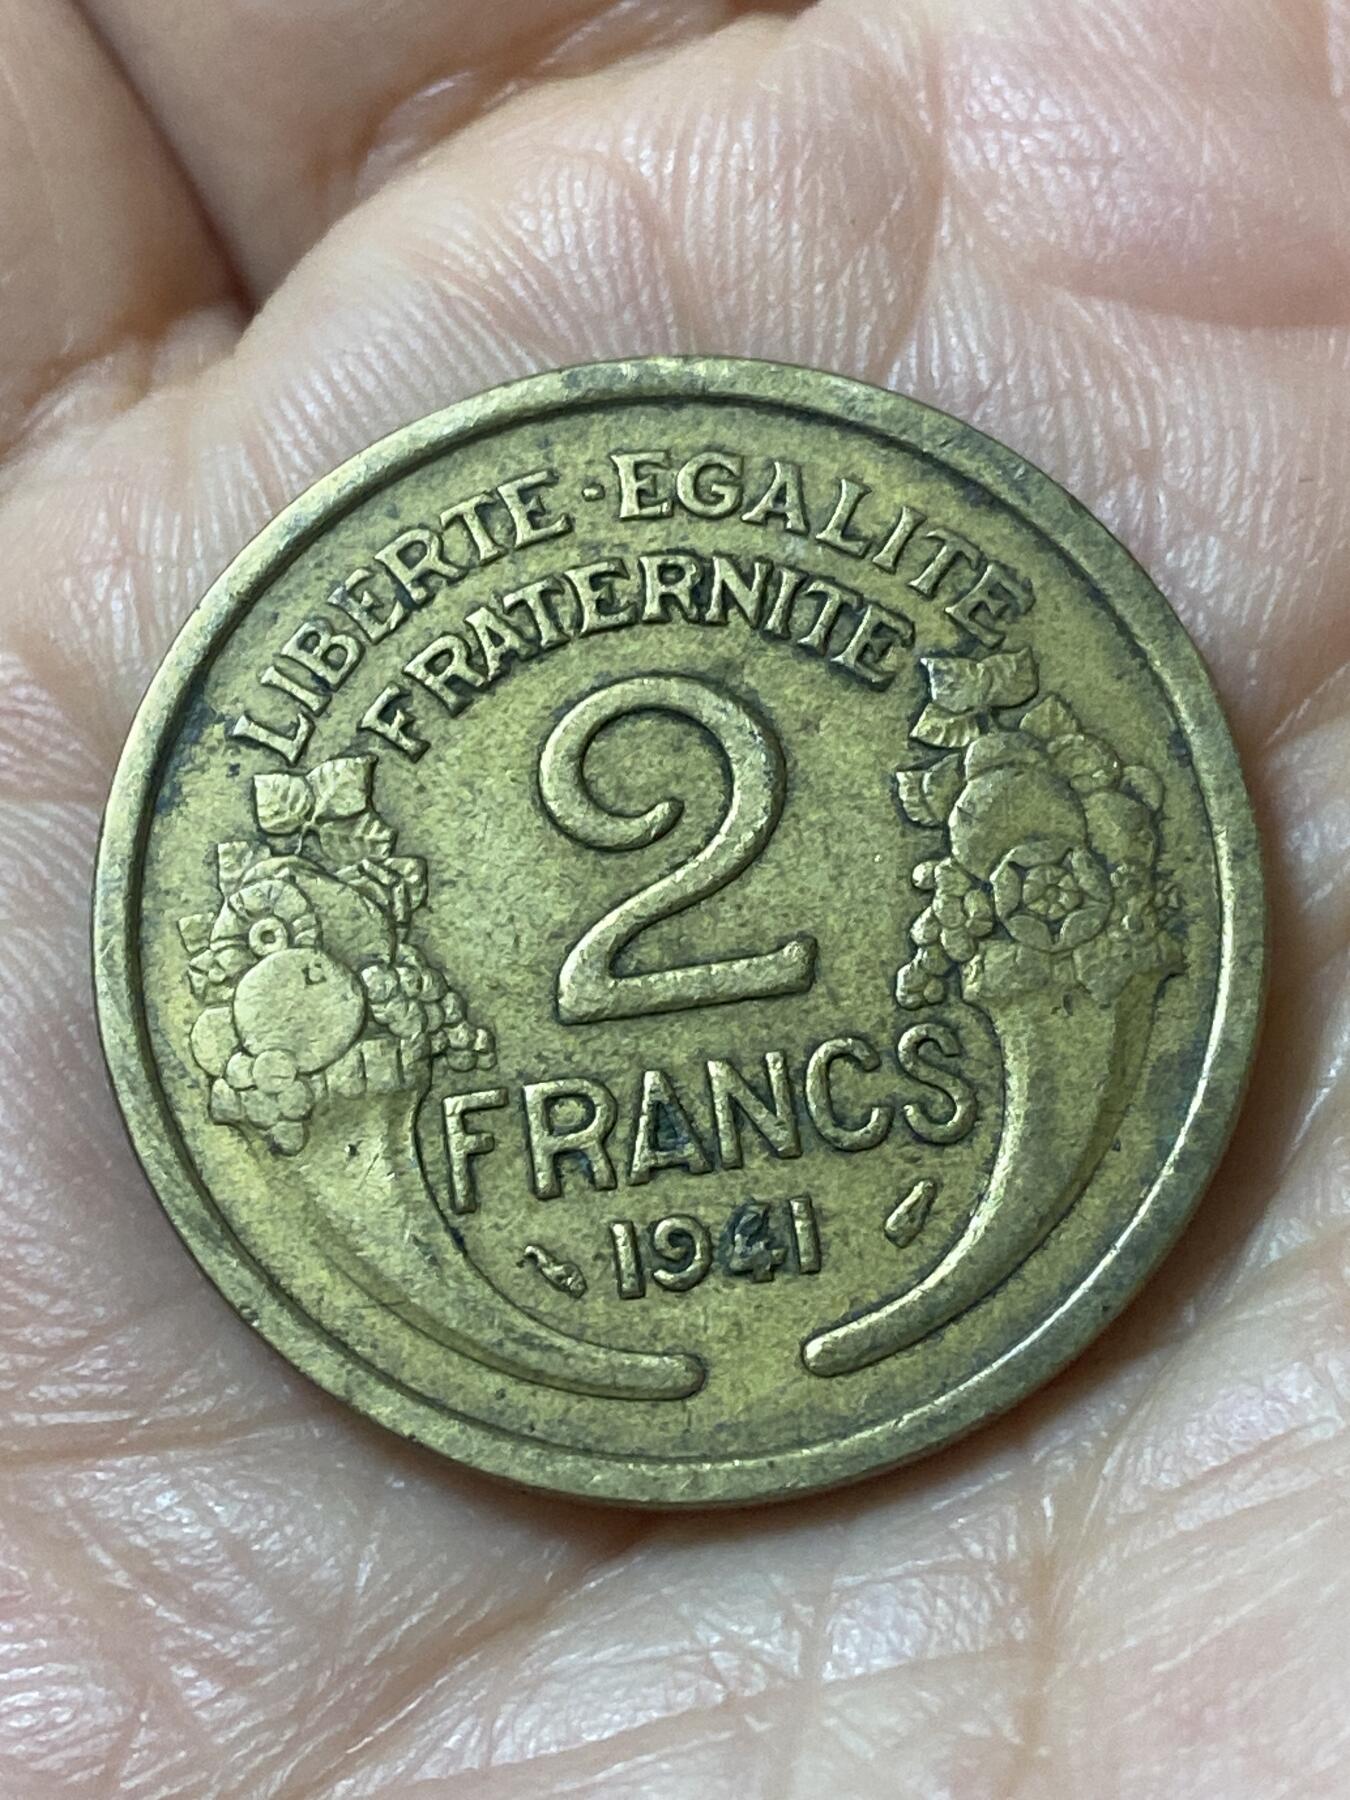 LIBERTE · EGALITE
FRATERNITE
2
FRANCS
1941